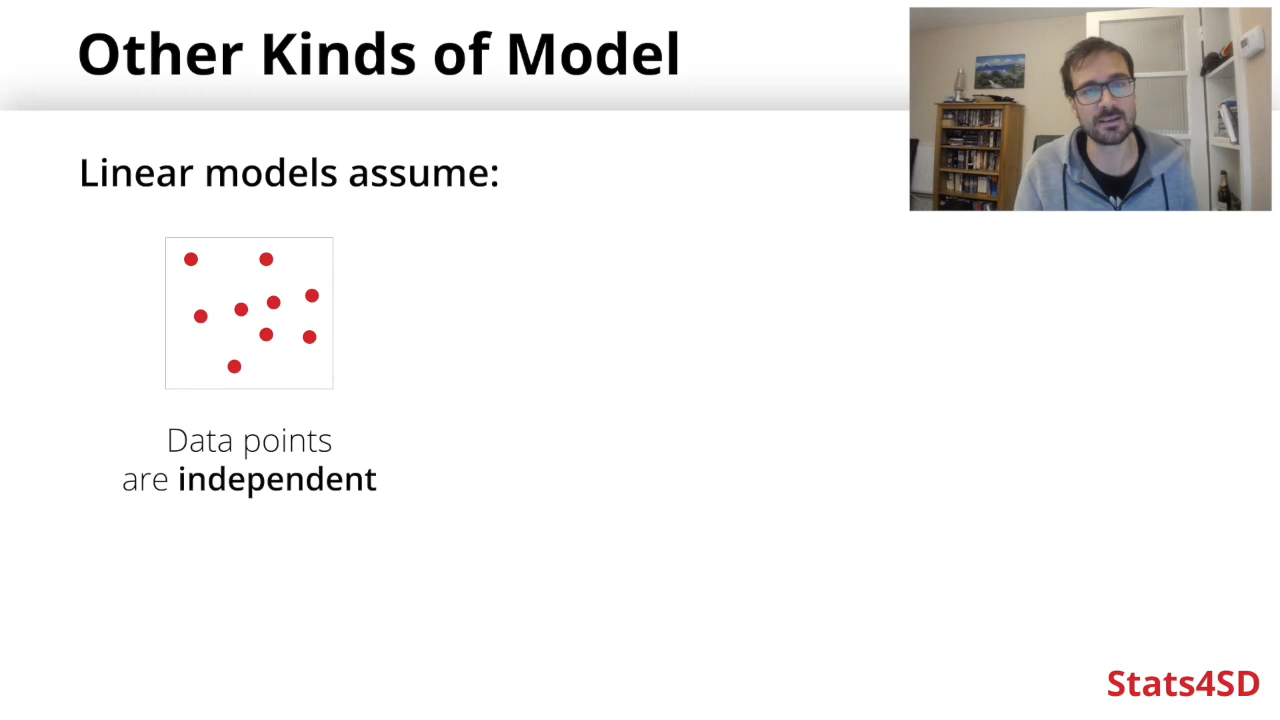 Other Kinds of Model
Linear models assume:
Data points
are independent
Stats4SD